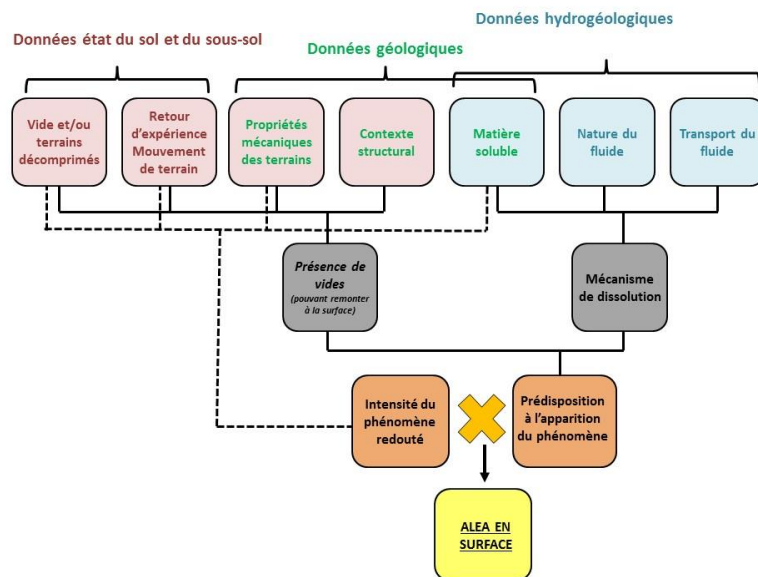 Données hydrogéologiques
Données état du sol et du sous-sol
Données géologiques
Vide et/ou
terrains
décomprimés
Retour
d’expérience
Mouvement
de terrain
Propriétés
mécaniques
des terrains
Contexte
structural
Matière
soluble
Nature du
fluide
Transport du
fluide
Présence de
vides
(pouvant remonter
à la surface)
Mécanisme
de dissolution
Intensité du
phénomène
redouté
Prédisposition
à l’apparition
du phénomène
ALEA EN
SURFACE